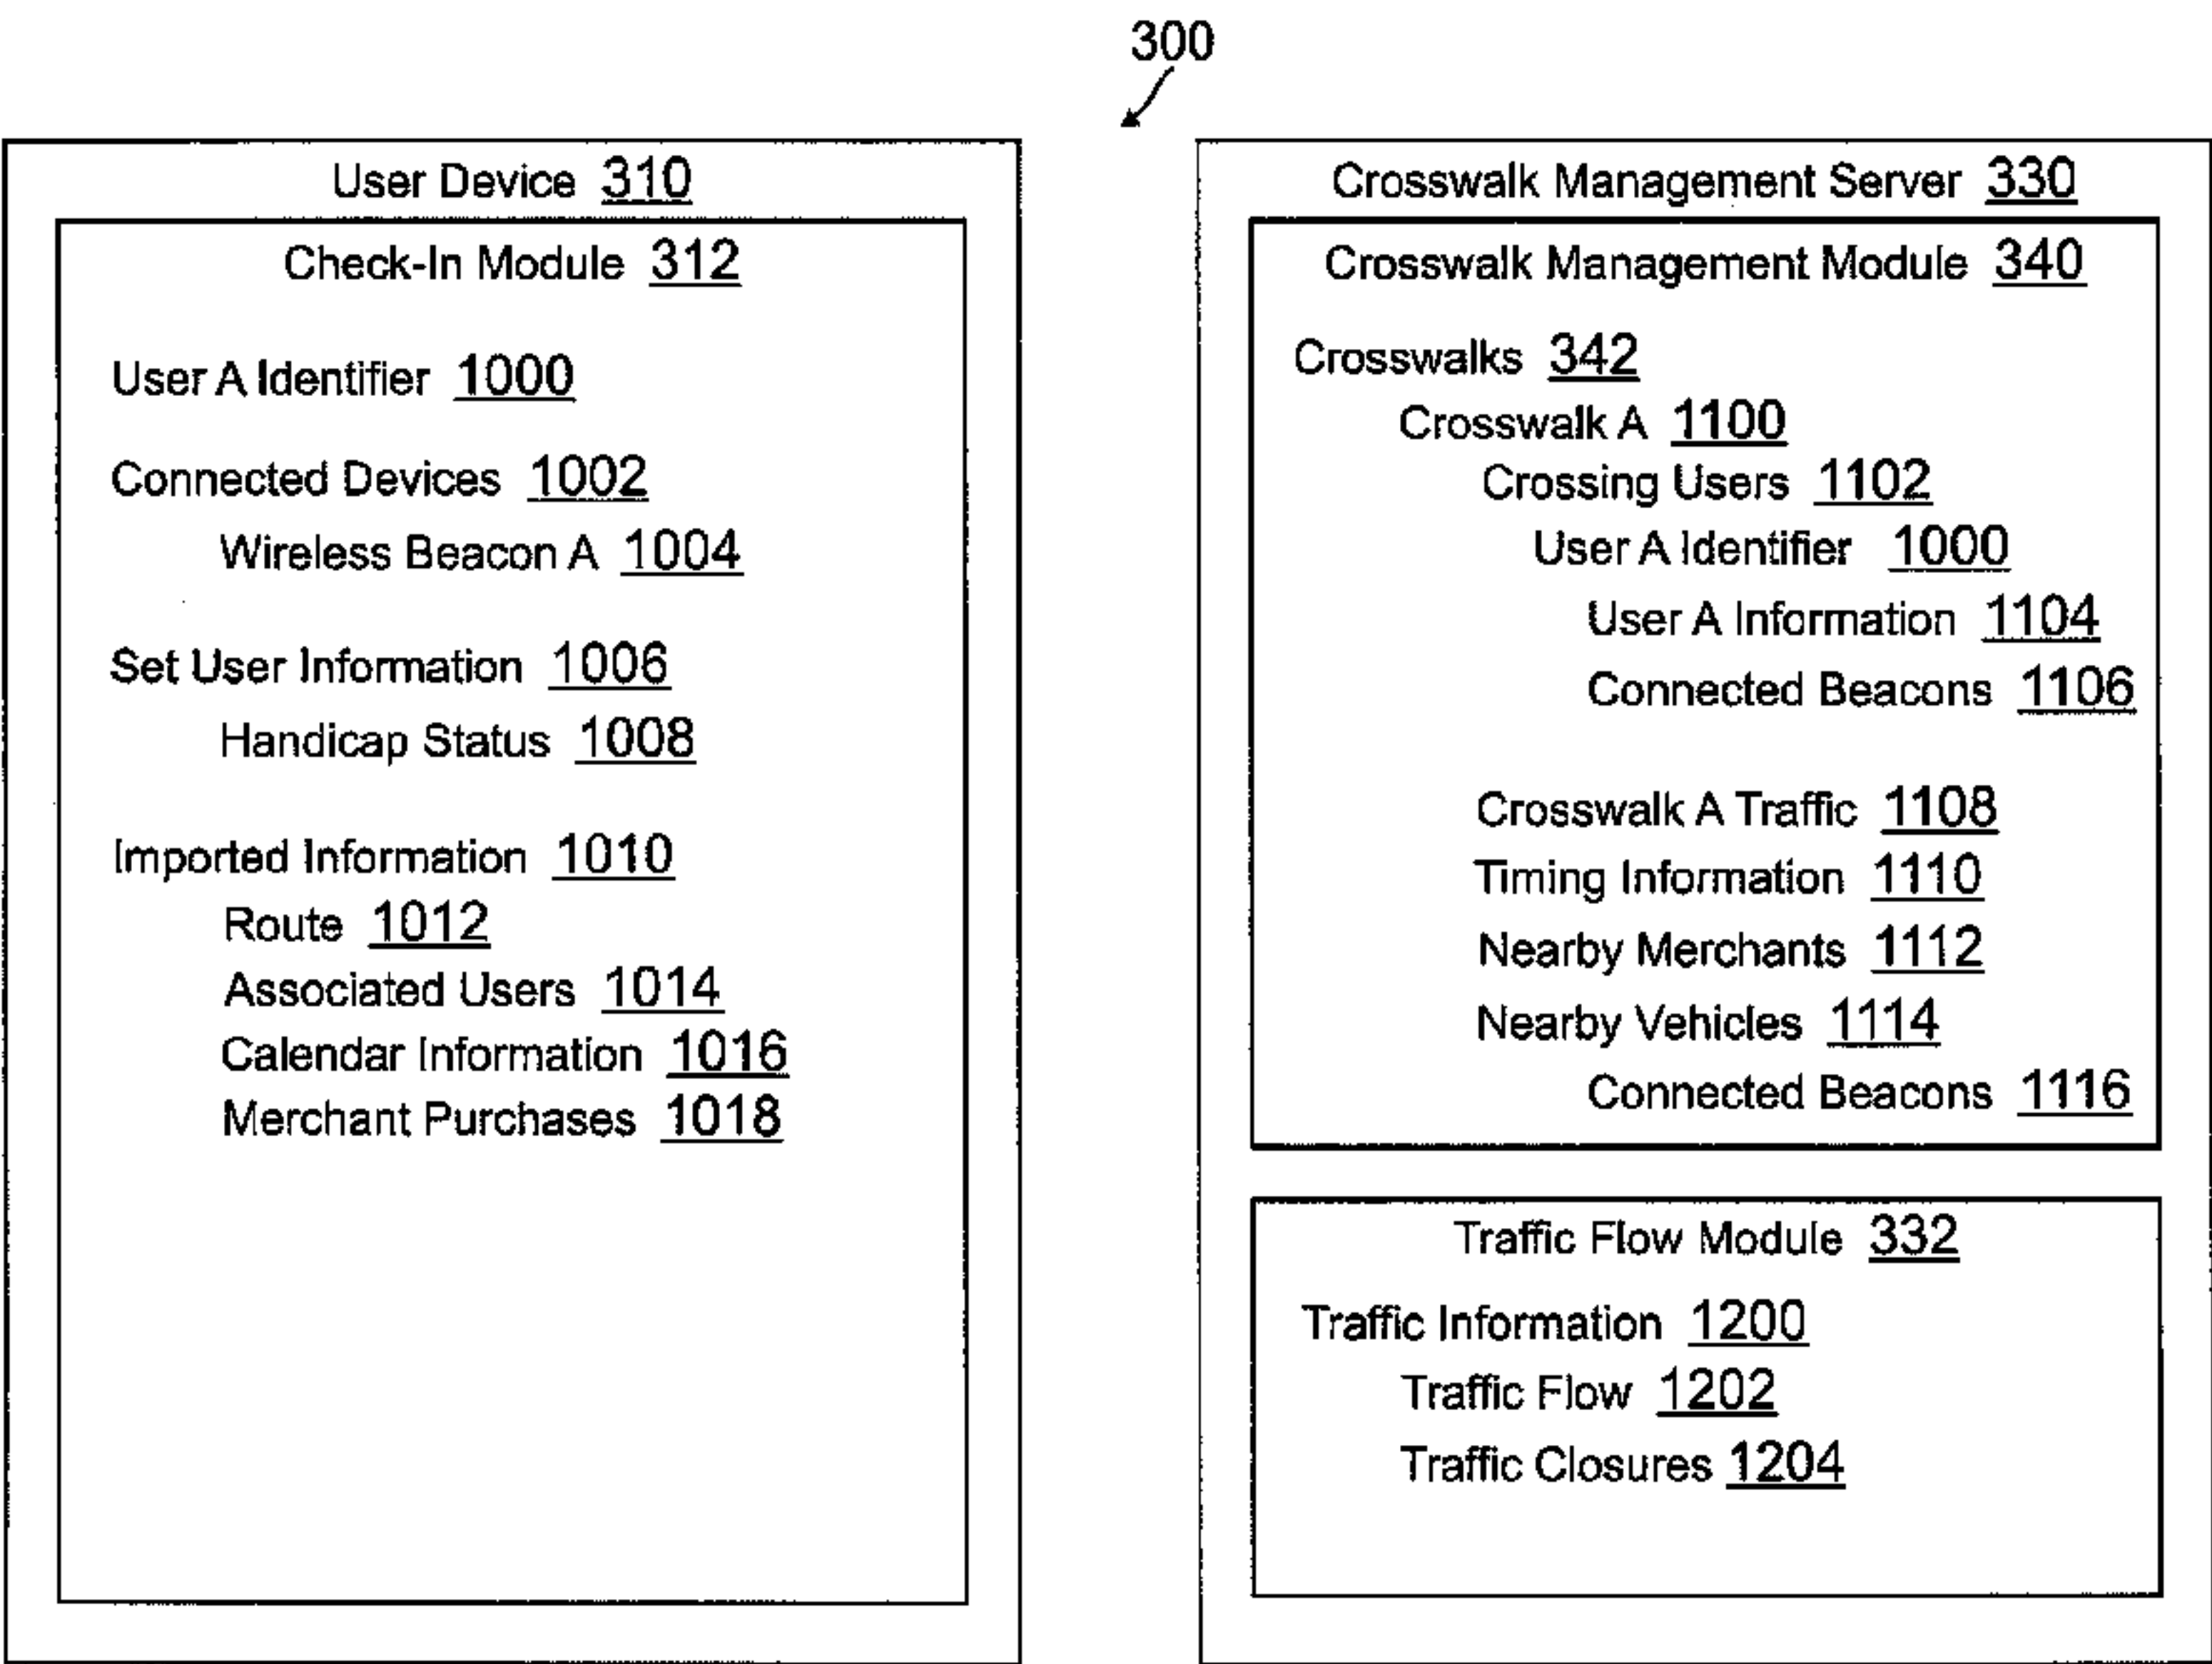 300
User Device 310
Check-In Module 312
User A Identifier 1000
Connected Devices 1002
Wireless Beacon A 1004
Set User Information 1006
Handicap Status 1008
Imported Information 1010
Route 1012
Associated Users 1014
Calendar Information 1016
Merchant Purchases 1018
Crosswalk Management Server 330
Crosswalk Management Module 340
Crosswalks 342
Crosswalk A 1100
Crossing Users 1102
User A Identifier 1000
User A Information 1104
Connected Beacons 1106
Crosswalk A Traffic 1108
Timing Information 1110
Nearby Merchants 1112
Nearby Vehicles 1114
Connected Beacons 1116
Traffic Flow Module 332
Traffic Information 1200
Traffic Flow 1202
Traffic Closures 1204